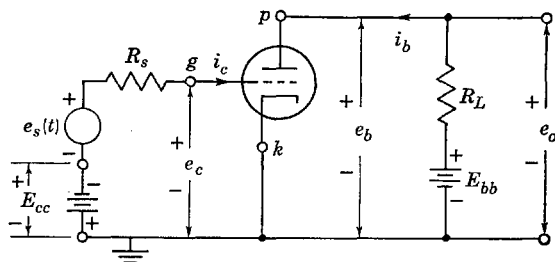 p
i_b
R_s
g
i_c
R_L
+
e_s(t)
−
+
e_c
−
k
+
e_b
−
+
e_o
−
+
E_cc
−
−
+
+
E_bb
−